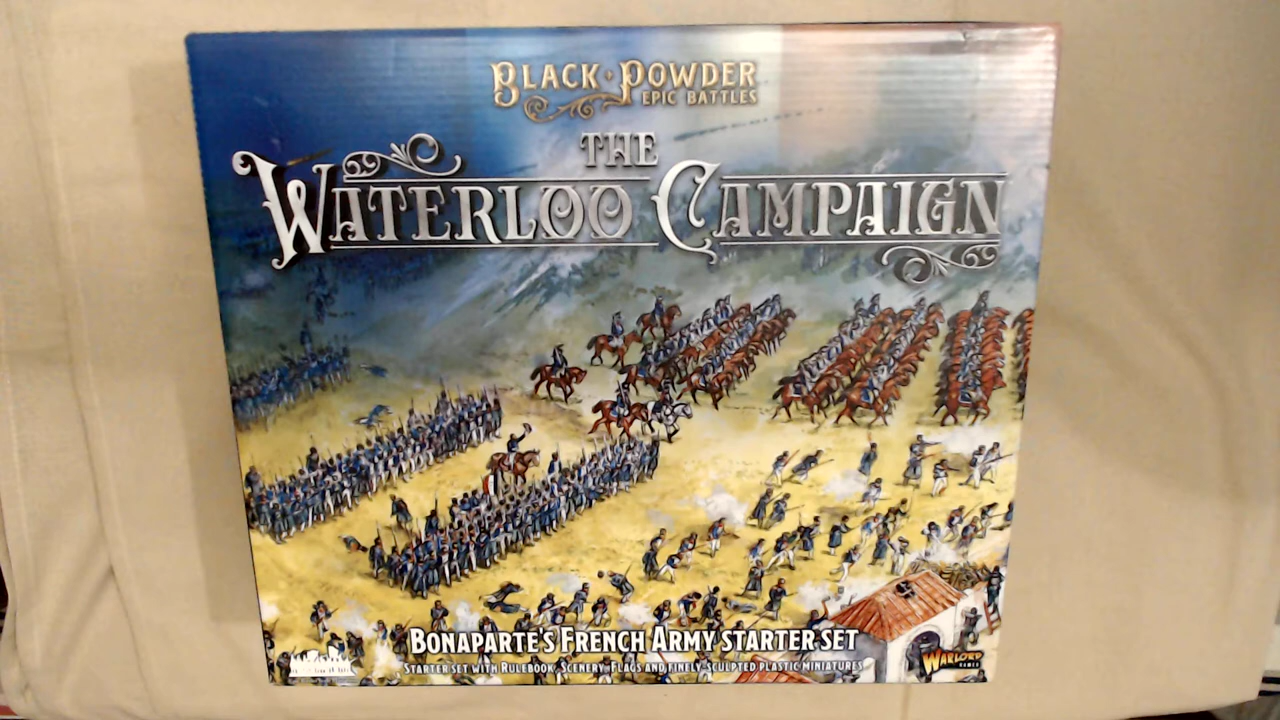 BLACK POWDER
EPIC BATTLES
THE
WATERLOO CAMPAIGN
BONAPARTE'S FRENCH ARMY STARTER SET
STARTER SET WITH RULEBOOK, SCENERY, FLAGS AND FINELY-SCULPTED PLASTIC MINIATURES
WARLORD
GAMES